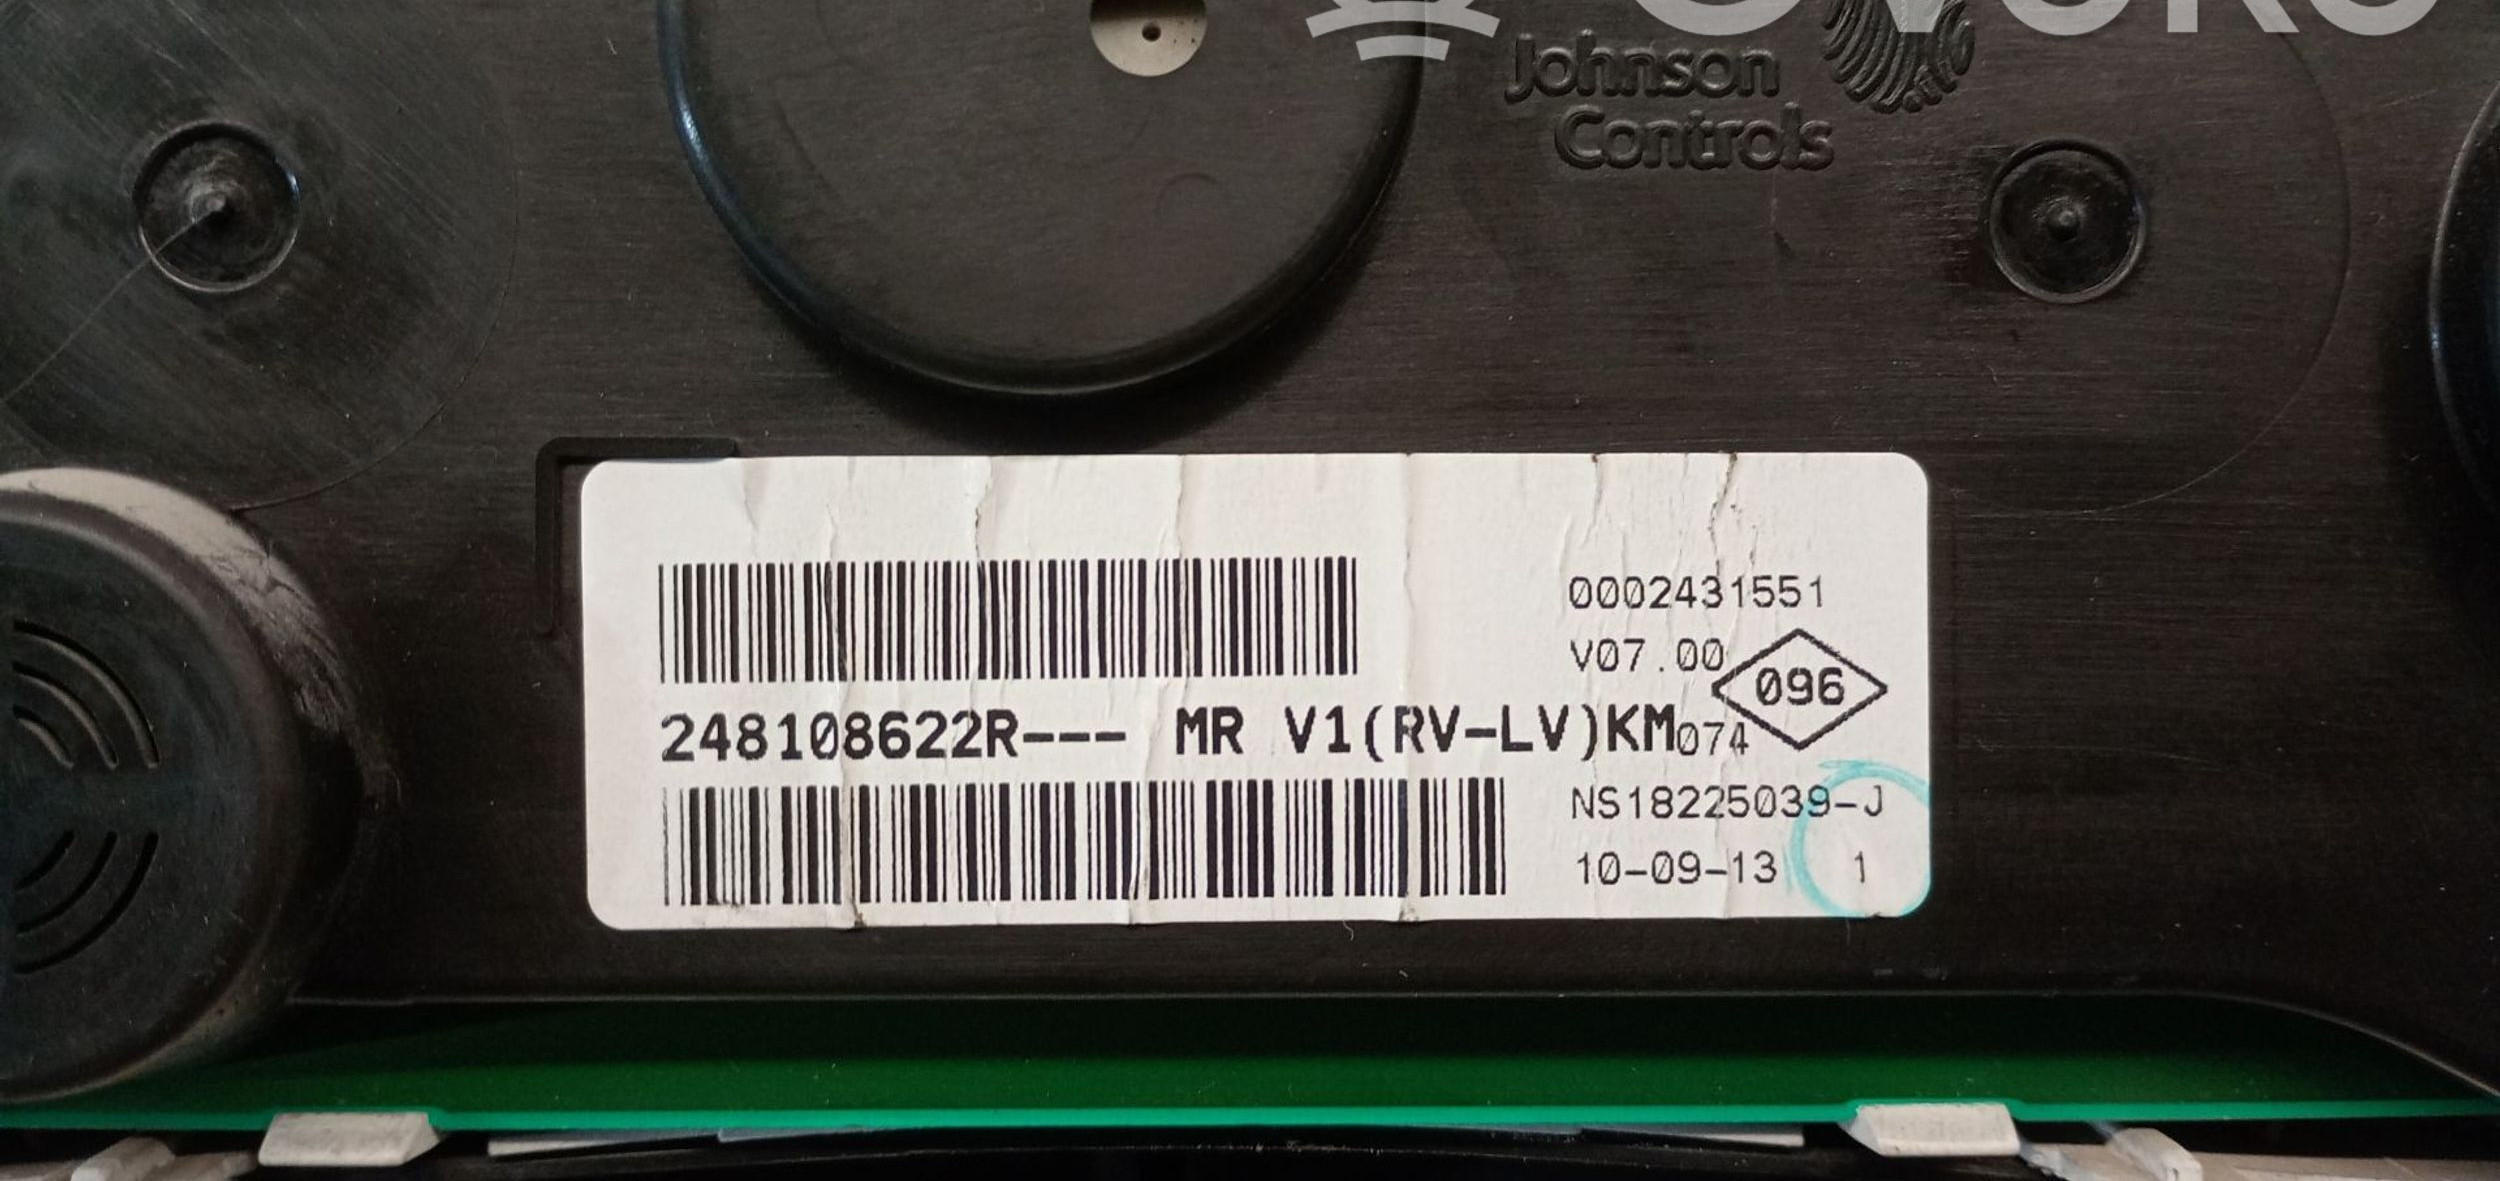 Johnson
Controls
0002431551
V07.00
096
248108622R--- MR V1(RV-LV)KM074
NS18225039-J
10-09-13 1